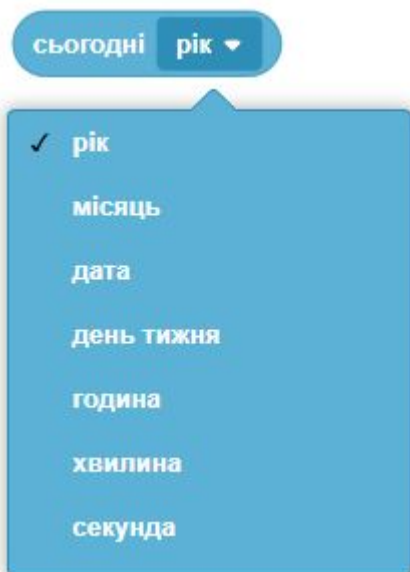 сьогодні рік
рік
місяць
дата
день тижня
година
хвилина
секунда